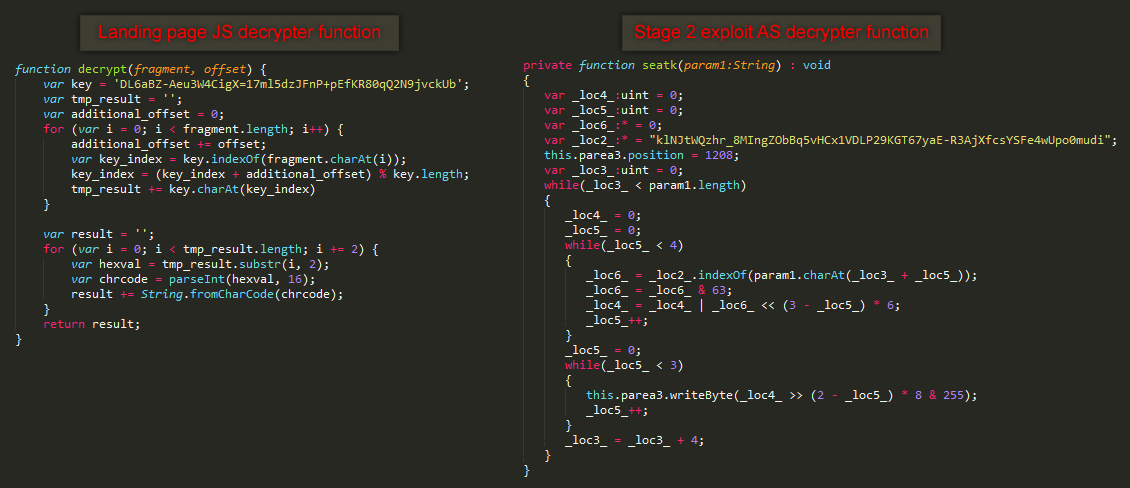 Landing page JS decrypter function
function decrypt(fragment, offset) {
    var key = 'DL6aBZ-Aeu3W4CigX=17ml5dzJFnP+pEfKR80qQ2N9jvckUb';
    var tmp_result = '';
    var additional_offset = 0;
    for (var i = 0; i < fragment.length; i++) {
        additional_offset += offset;
        var key_index = key.indexOf(fragment.charAt(i));
        key_index = (key_index + additional_offset) % key.length;
        tmp_result += key.charAt(key_index)
    }

    var result = '';
    for (var i = 0; i < tmp_result.length; i += 2) {
        var hexval = tmp_result.substr(i, 2);
        var chrcode = parseInt(hexval, 16);
        result += String.fromCharCode(chrcode);
    }
    return result;
}
Stage 2 exploit AS decrypter function
private function seatk(param1:String) : void
{
   var _loc4_:uint = 0;
   var _loc5_:uint = 0;
   var _loc6_:* = 0;
   var _loc2_:* = "klNJtWQzhr_8MIngZObBq5vHCx1VDLP29KGT67yaE-R3AjXfcsYSFe4wUpo0mudi";
   this.parea3.position = 1208;
   var _loc3_:uint = 0;
   while(_loc3_ < param1.length)
   {
      _loc4_ = 0;
      _loc5_ = 0;
      while(_loc5_ < 4)
      {
         _loc6_ = _loc2_.indexOf(param1.charAt(_loc3_ + _loc5_));
         _loc6_ = _loc6_ & 63;
         _loc4_ = _loc4_ | _loc6_ << (3 - _loc5_) * 6;
         _loc5_++;
      }
      _loc5_ = 0;
      while(_loc5_ < 3)
      {
         this.parea3.writeByte(_loc4_ >> (2 - _loc5_) * 8 & 255);
         _loc5_++;
      }
      _loc3_ = _loc3_ + 4;
   }
}